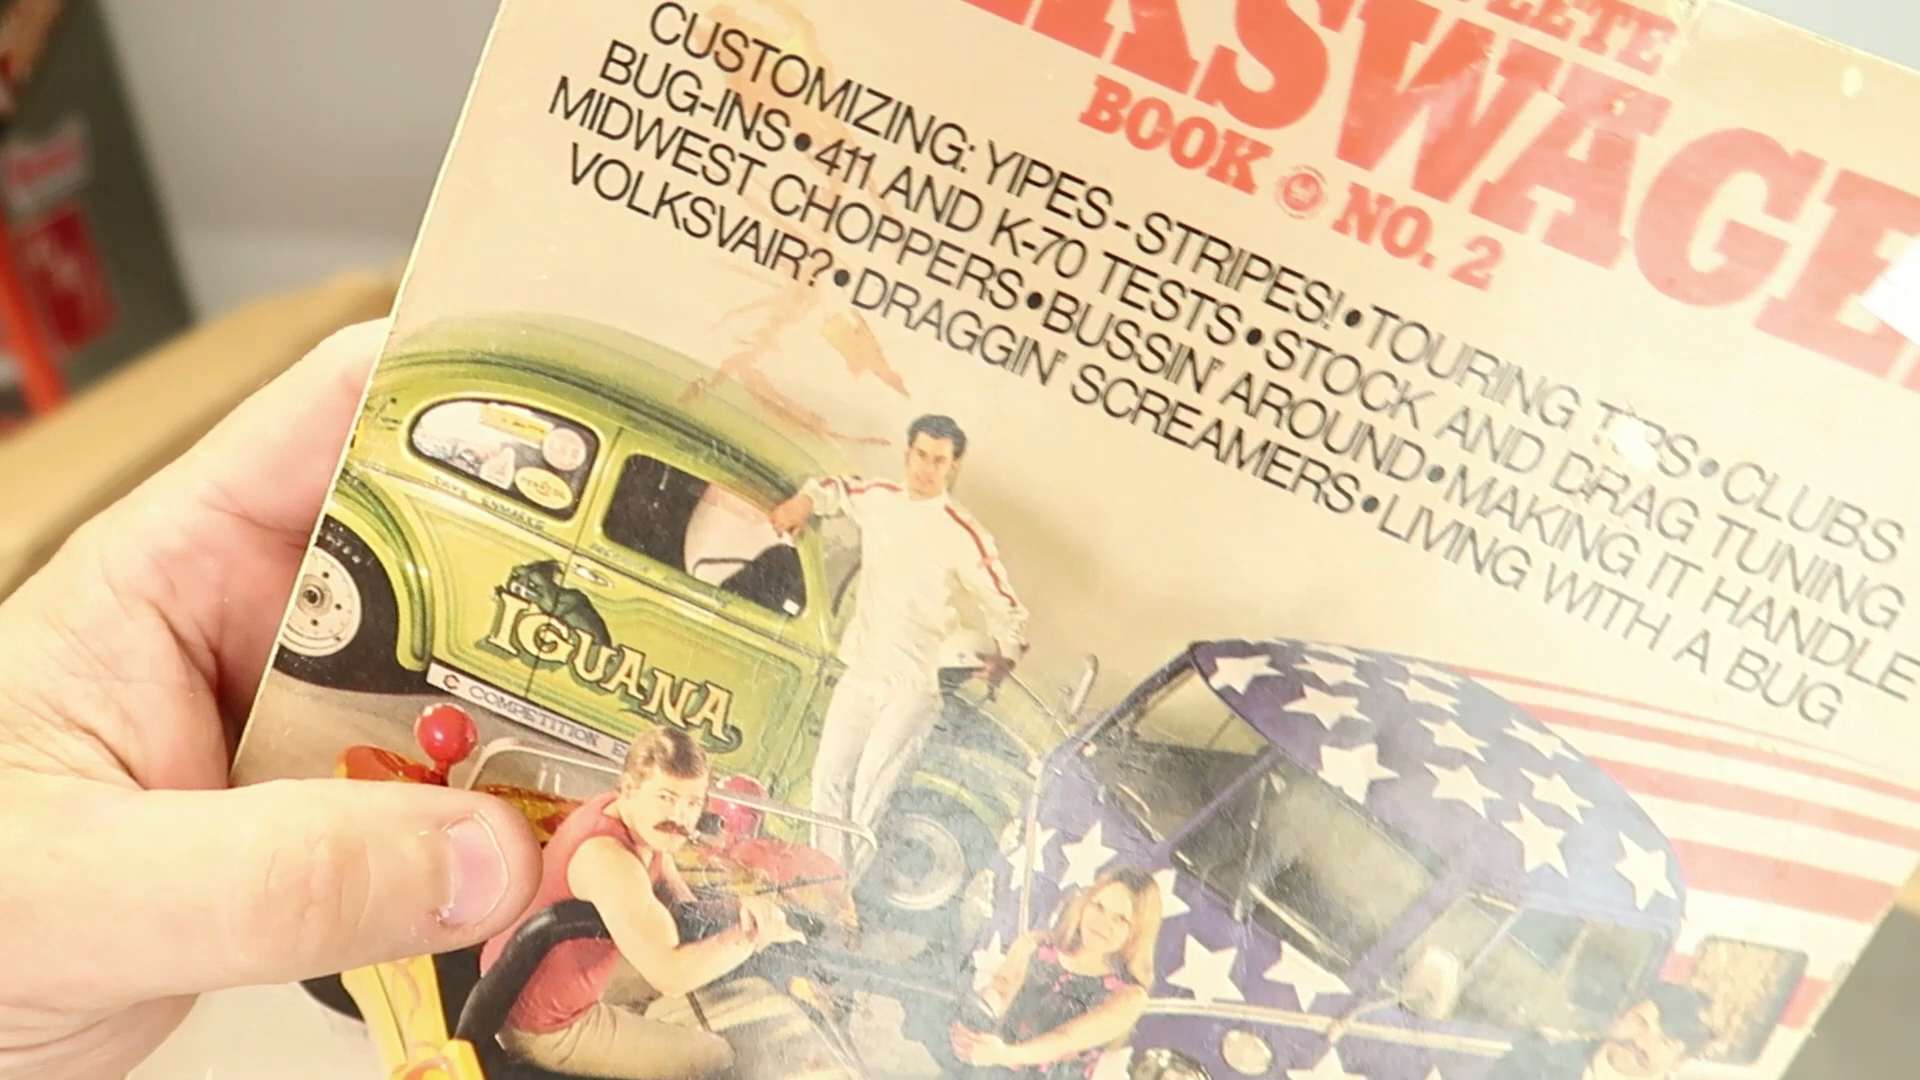 BOOK NO. 2
CUSTOMIZING: YIPES-STRIPES!•TOURING TIPS•CLUBS
BUG-INS•411 AND K-70 TESTS•STOCK AND DRAG TUNING
MIDWEST CHOPPERS•BUSSIN' AROUND•MAKING IT HANDLE
VOLKSVAIR?•DRAGGIN' SCREAMERS•LIVING WITH A BUG
IGUANA
COMPETITION